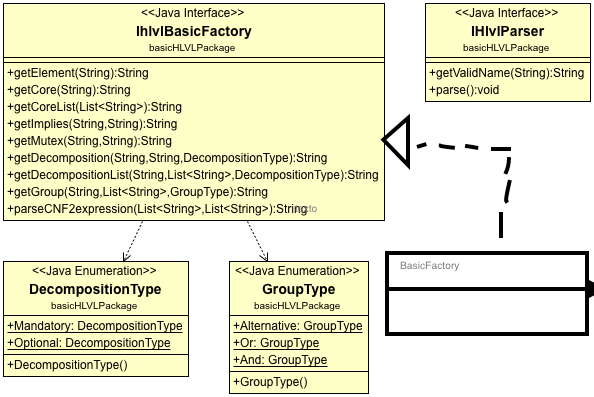 <<Java Interface>>
IhlvlBasicFactory
basicHLVLPackage
+getElement(String):String
+getCore(String):String
+getCoreList(List<String>):String
+getImplies(String,String):String
+getMutex(String,String):String
+getDecomposition(String,String,DecompositionType):String
+getDecompositionList(String,List<String>,DecompositionType):String
+getGroup(String,List<String>,GroupType):String
+parseCNF2expression(List<String>,List<String>):String
<<Java Interface>>
IHlvlParser
basicHLVLPackage
+getValidName(String):String
+parse():void
<<Java Enumeration>>
DecompositionType
basicHLVLPackage
+Mandatory: DecompositionType
+Optional: DecompositionType
+DecompositionType()
<<Java Enumeration>>
GroupType
basicHLVLPackage
+Alternative: GroupType
+Or: GroupType
+And: GroupType
+GroupType()
BasicFactory